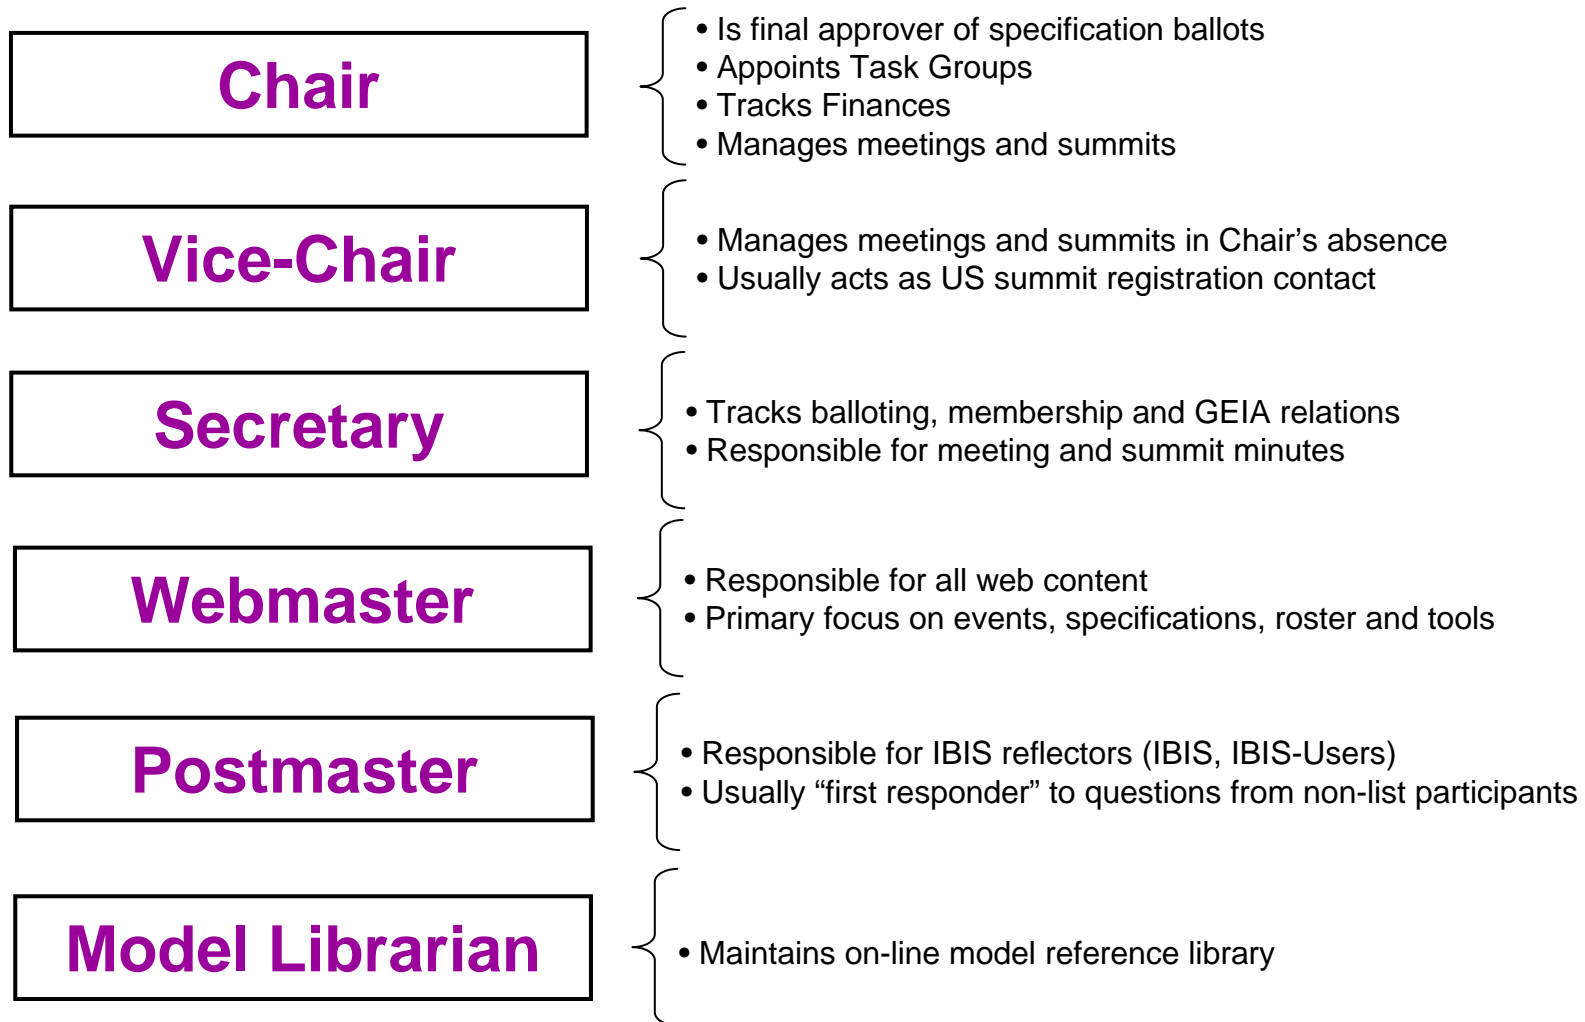 Chair
• Is final approver of specification ballots
• Appoints Task Groups
• Tracks Finances
• Manages meetings and summits
Vice-Chair
• Manages meetings and summits in Chair’s absence
• Usually acts as US summit registration contact
Secretary
• Tracks balloting, membership and GEIA relations
• Responsible for meeting and summit minutes
Webmaster
• Responsible for all web content
• Primary focus on events, specifications, roster and tools
Postmaster
• Responsible for IBIS reflectors (IBIS, IBIS-Users)
• Usually “first responder” to questions from non-list participants
Model Librarian
• Maintains on-line model reference library